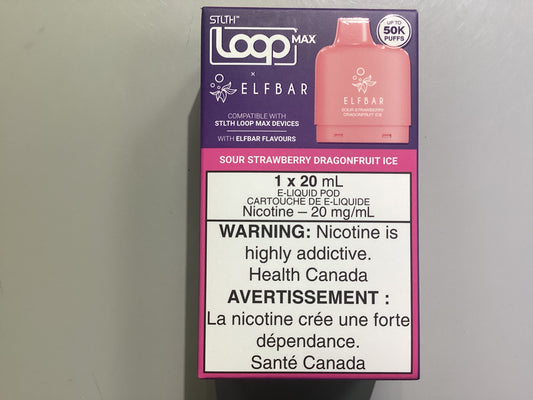 STLTH™
LOOP MAX
x
ELFBAR
COMPATIBLE WITH
STLTH LOOP MAX DEVICES
WITH ELFBAR FLAVOURS
UP TO
50K
PUFFS
ELFBAR
SOUR STRAWBERRY
DRAGONFRUIT ICE
SOUR STRAWBERRY DRAGONFRUIT ICE
1 x 20 mL
E-LIQUID POD
CARTOUCHE DE E-LIQUIDE
Nicotine – 20 mg/mL
WARNING: Nicotine is
highly addictive.
Health Canada
AVERTISSEMENT :
La nicotine crée une forte
dépendance.
Santé Canada